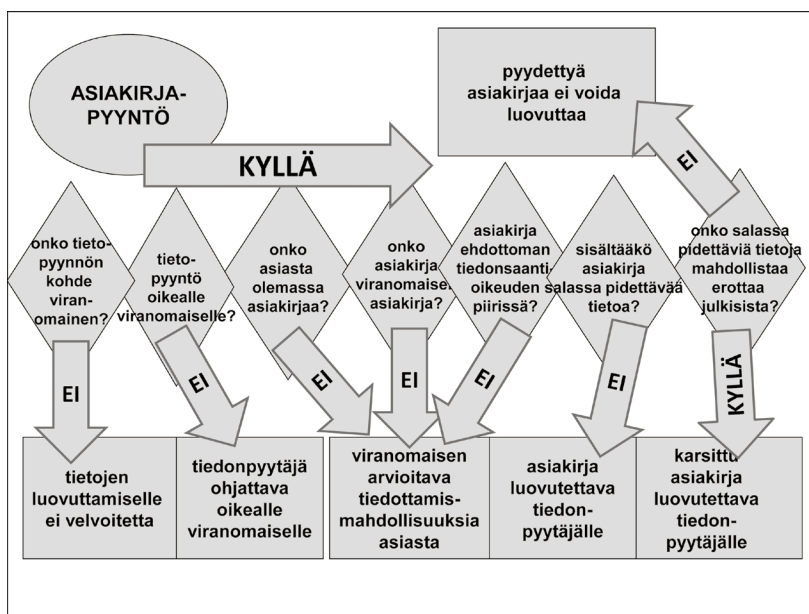 ASIAKIRJA-
PYYNTÖ
pyydettyä
asiakirjaa ei voida
luovuttaa
KYLLÄ
EI
onko tieto-
pyynnön
kohde
viran-
omainen?
tieto-
pyyntö
oikealle
viranomaiselle?
onko
asiasta
olemassa
asiakirjaa?
onko
asiakirja
viranomaisen
asiakirja?
asiakirja
ehdottoman
tiedonsaanti-
oikeuden
piirissä?
sisältääkö
asiakirja
salassa pidettävää
tietoa?
onko salassa
pidettäviä tietoja
mahdollistaa
erottaa
julkisista?
EI
EI
EI
EI
EI
EI
KYLLÄ
tietojen
luovuttamiselle
ei velvoitetta
tiedonpyytäjä
ohjattava
oikealle
viranomaiselle
viranomaisen
arvioitava
tiedottamis-
mahdollisuuksia
asiasta
asiakirja
luovutettava
tiedon-
pyytäjälle
karsittu
asiakirja
luovutettava
tiedon-
pyytäjälle